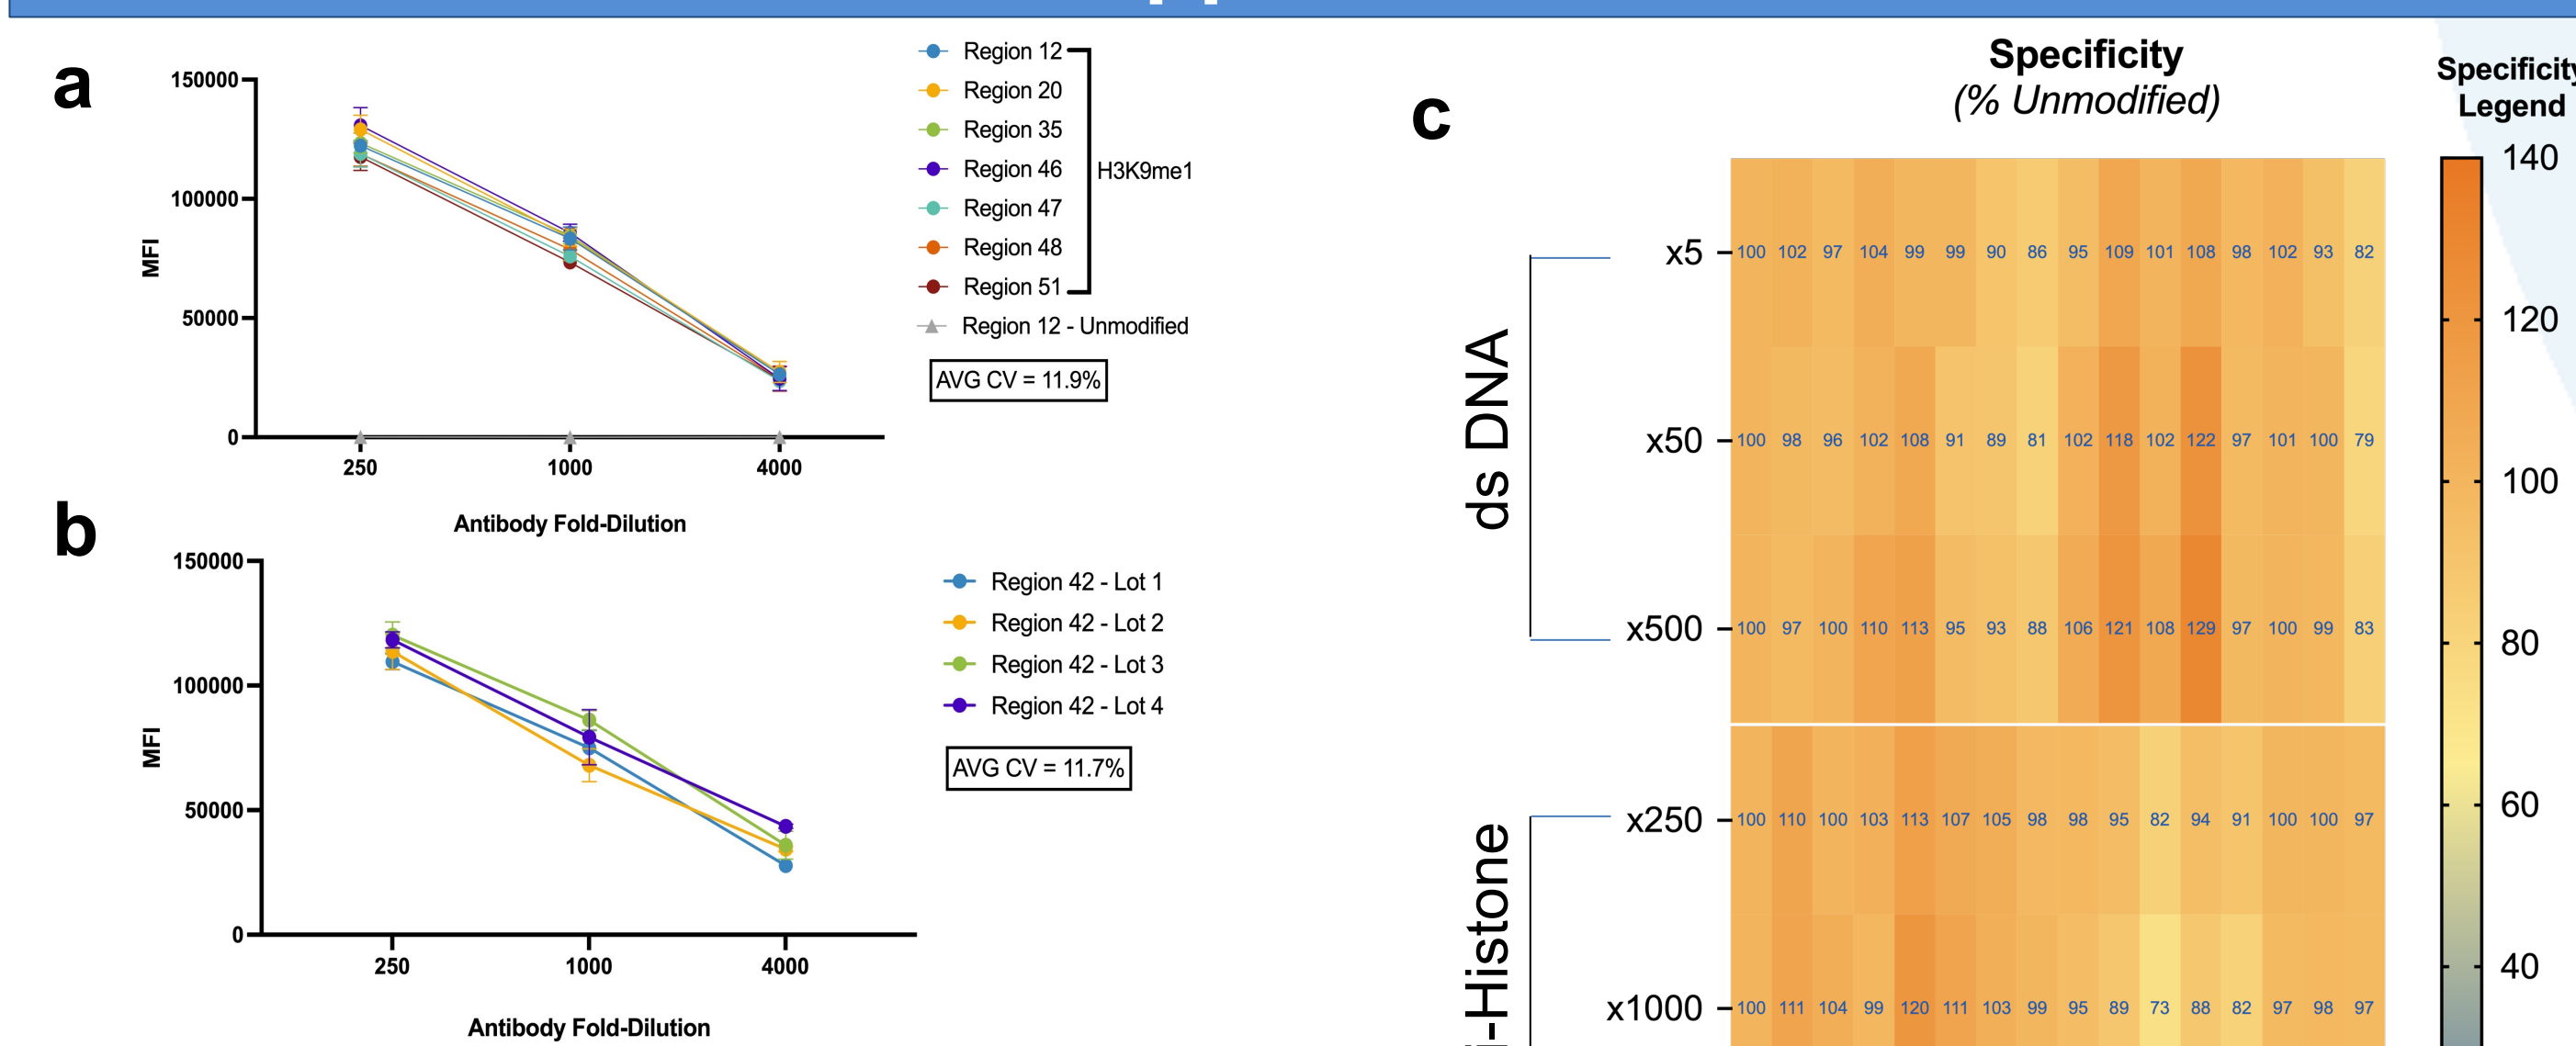 a
150000
100000
50000
0
MFI
250 1000 4000
Antibody Fold-Dilution
Region 12
Region 20
Region 35
Region 46
Region 47
Region 48
Region 51
H3K9me1
Region 12 - Unmodified
AVG CV = 11.9%
b
150000
100000
50000
0
MFI
250 1000 4000
Antibody Fold-Dilution
Region 42 - Lot 1
Region 42 - Lot 2
Region 42 - Lot 3
Region 42 - Lot 4
AVG CV = 11.7%
c
Specificity
(% Unmodified)
ds DNA
x5 100 102 97 104 99 99 90 86 95 109 101 108 98 102 93 82
x50 100 98 96 102 108 91 89 81 102 118 102 122 97 101 100 79
x500 100 97 100 110 113 95 93 88 106 121 108 129 97 100 99 83
-Histone
x250 100 110 100 103 113 107 105 98 98 95 82 94 91 100 100 97
x1000 100 111 104 99 120 111 103 99 95 89 73 88 82 97 98 97
Specificity
Legend
140
120
100
80
60
40